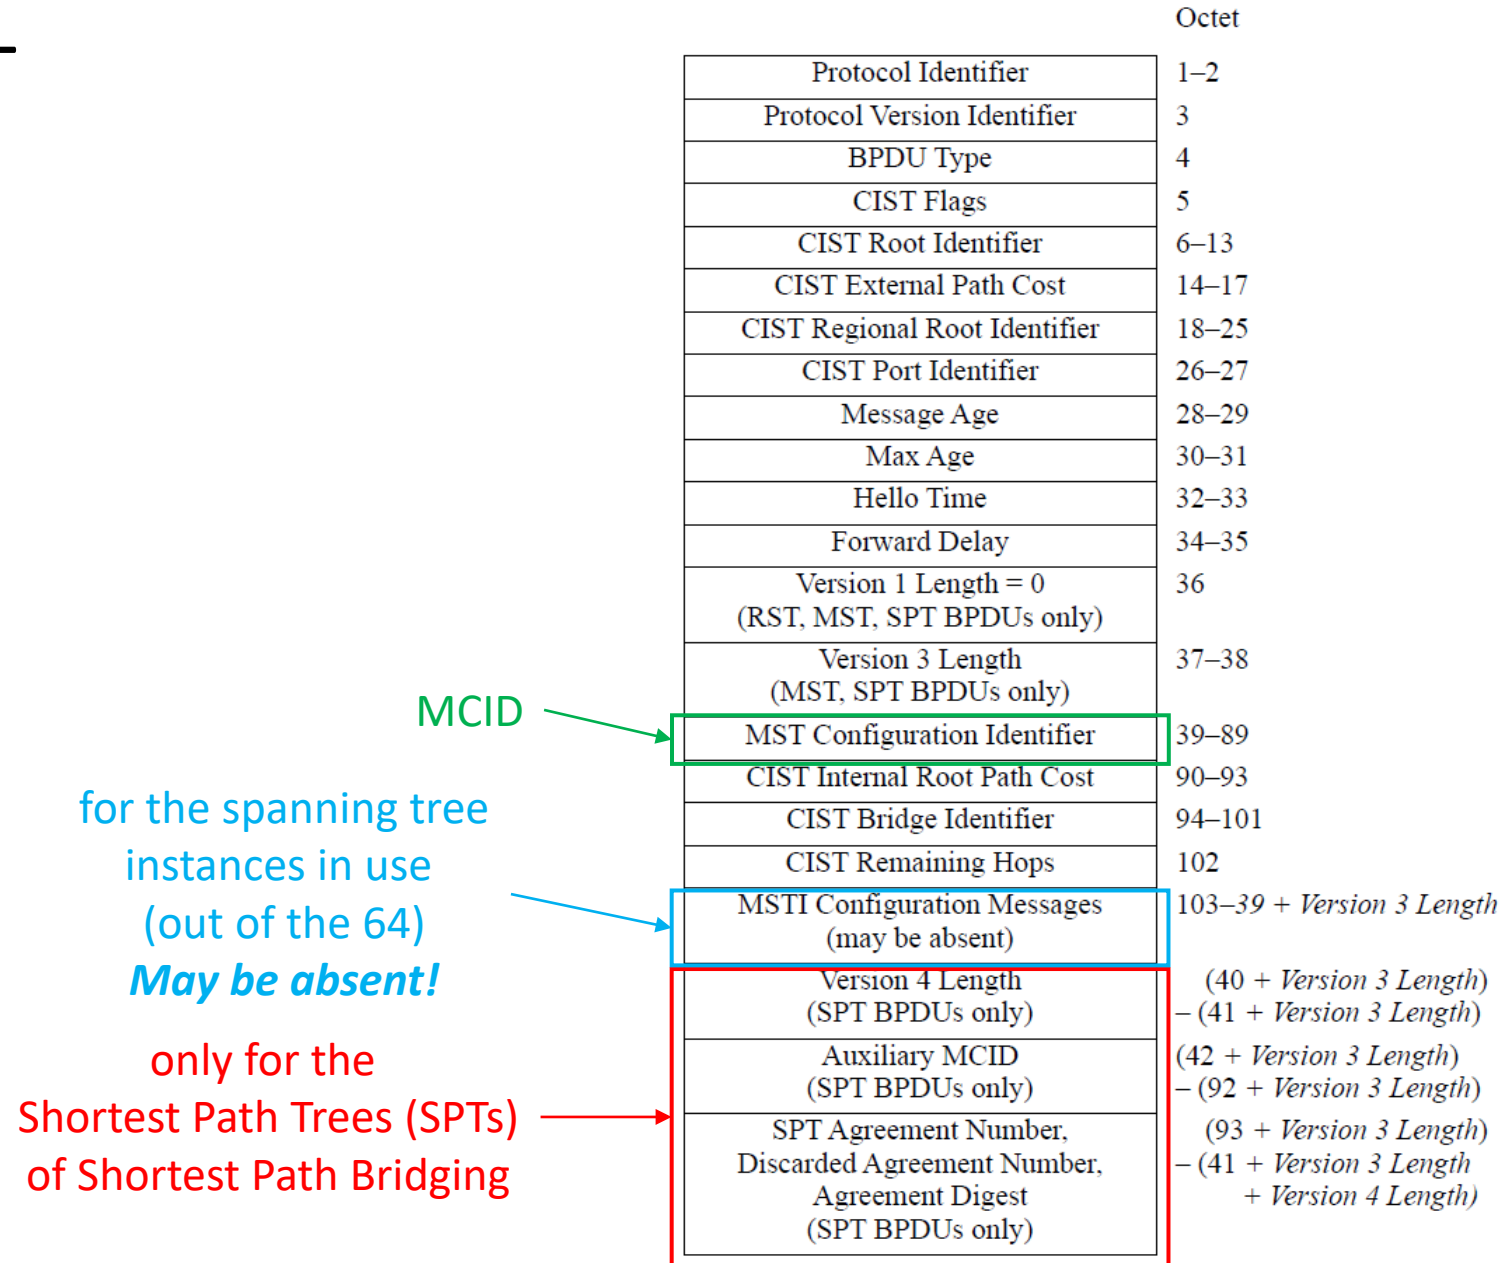 Octet
Protocol Identifier 1–2
Protocol Version Identifier 3
BPDU Type 4
CIST Flags 5
CIST Root Identifier 6–13
CIST External Path Cost 14–17
CIST Regional Root Identifier 18–25
CIST Port Identifier 26–27
Message Age 28–29
Max Age 30–31
Hello Time 32–33
Forward Delay 34–35
Version 1 Length = 0 36
(RST, MST, SPT BPDUs only)
Version 3 Length 37–38
(MST, SPT BPDUs only)
MCID
MST Configuration Identifier 39–89
CIST Internal Root Path Cost 90–93
CIST Bridge Identifier 94–101
CIST Remaining Hops 102
for the spanning tree
instances in use
(out of the 64)
May be absent!
MSTI Configuration Messages 103–39 + Version 3 Length
(may be absent)
only for the
Shortest Path Trees (SPTs)
of Shortest Path Bridging
Version 4 Length (40 + Version 3 Length)
(SPT BPDUs only) – (41 + Version 3 Length)
Auxiliary MCID (42 + Version 3 Length)
(SPT BPDUs only) – (92 + Version 3 Length)
SPT Agreement Number, (93 + Version 3 Length)
Discarded Agreement Number, – (41 + Version 3 Length
Agreement Digest + Version 4 Length)
(SPT BPDUs only)